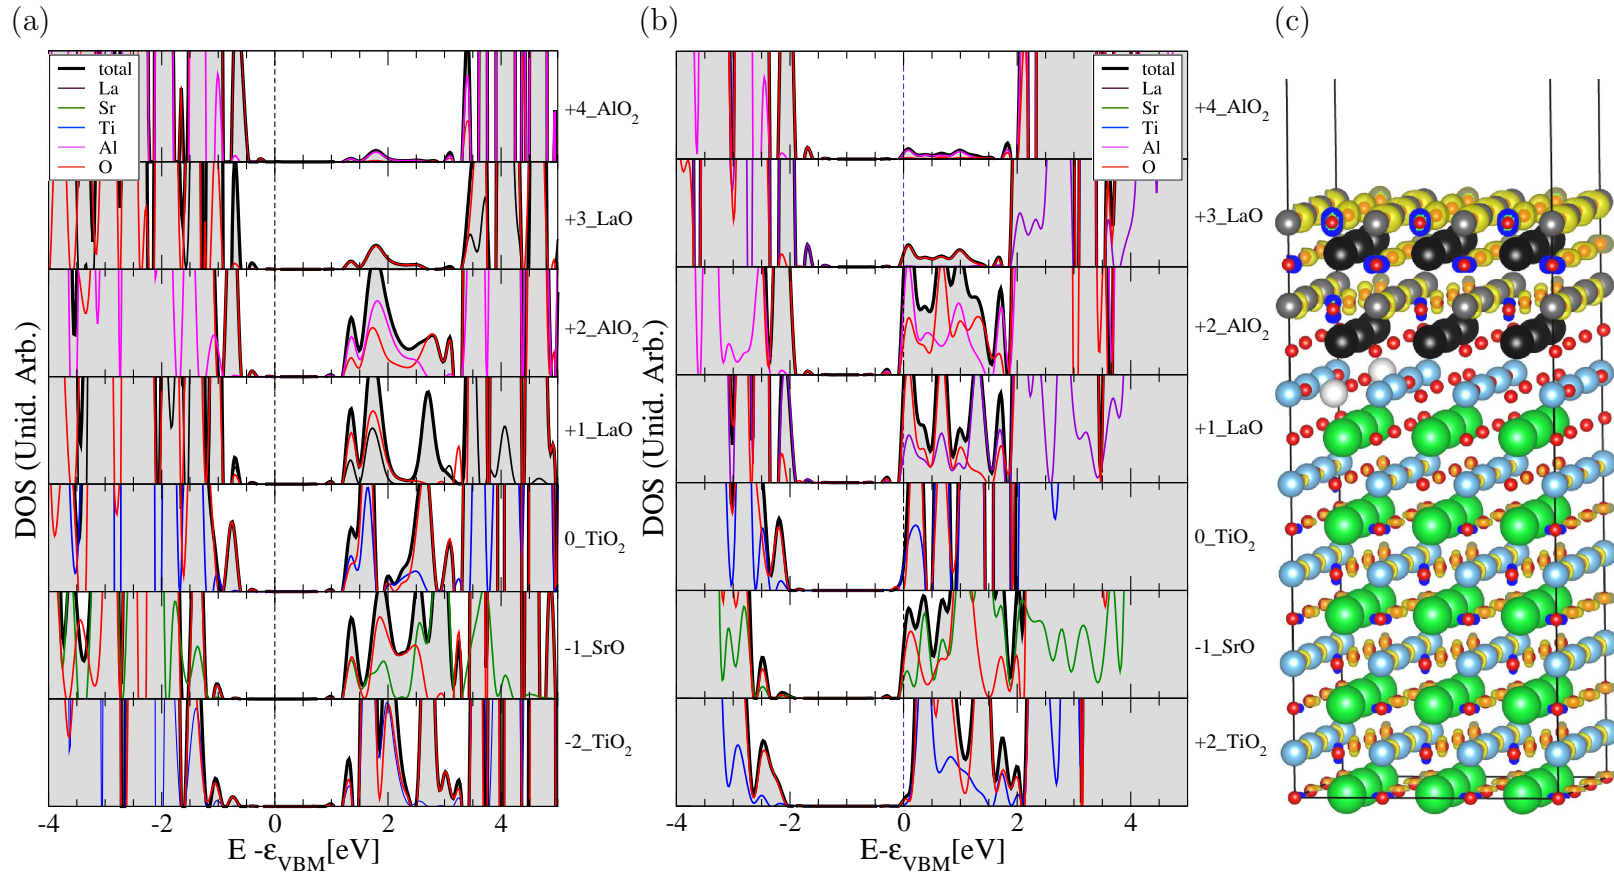 (a)
(b)
(c)
total
La
Sr
Ti
Al
O
+4_AlO₂
+3_LaO
+2_AlO₂
+1_LaO
0_TiO₂
-1_SrO
-2_TiO₂
DOS (Unid. Arb.)
-4 -2 0 2 4
E -ε_VBM[eV]
total
La
Sr
Ti
Al
O
+4_AlO₂
+3_LaO
+2_AlO₂
+1_LaO
0_TiO₂
-1_SrO
+2_TiO₂
DOS (Unid. Arb.)
-4 -2 0 2 4
E-ε_VBM[eV]